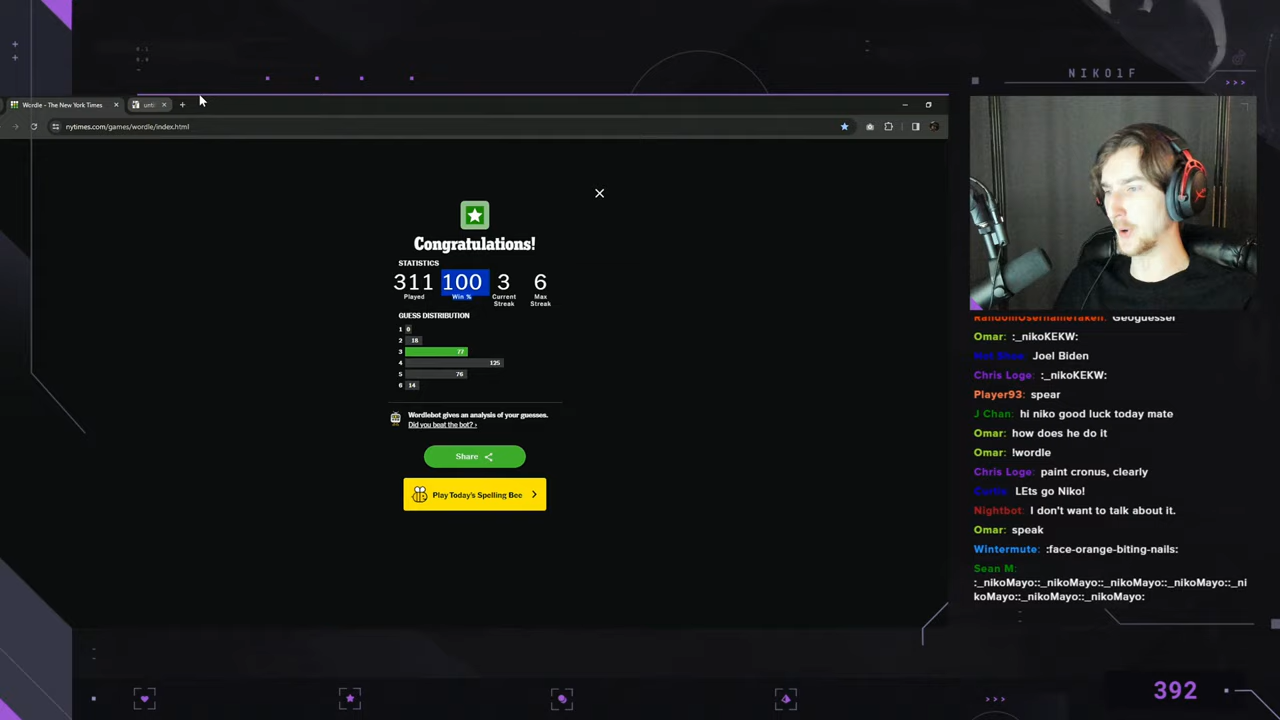 NIKO1F
Wordle - The New York Times
nytimes.com/games/wordle/index.html
Congratulations!
STATISTICS
311 100 3 6
Played Win % Current Streak Max Streak
GUESS DISTRIBUTION
1 0
2 18
3 77
4 125
5 76
6 14
Wordlebot gives an analysis of your guesses.
Did you beat the bot? ›
Share
Play Today's Spelling Bee
RandomUsernameTaken: Geoguesser
Omar: :_nikoKEKW:
Joel Biden
Chris Loge: :_nikoKEKW:
Player93: spear
J Chan: hi niko good luck today mate
Omar: how does he do it
Omar: !wordle
Chris Loge: paint cronus, clearly
Curtis: LEts go Niko!
Nightbot: I don't want to talk about it.
Omar: speak
Wintermute: :face-orange-biting-nails:
Sean M:
:_nikoMayo::_nikoMayo::_nikoMayo::_nikoMayo::_ni
koMayo::_nikoMayo::_nikoMayo:
392